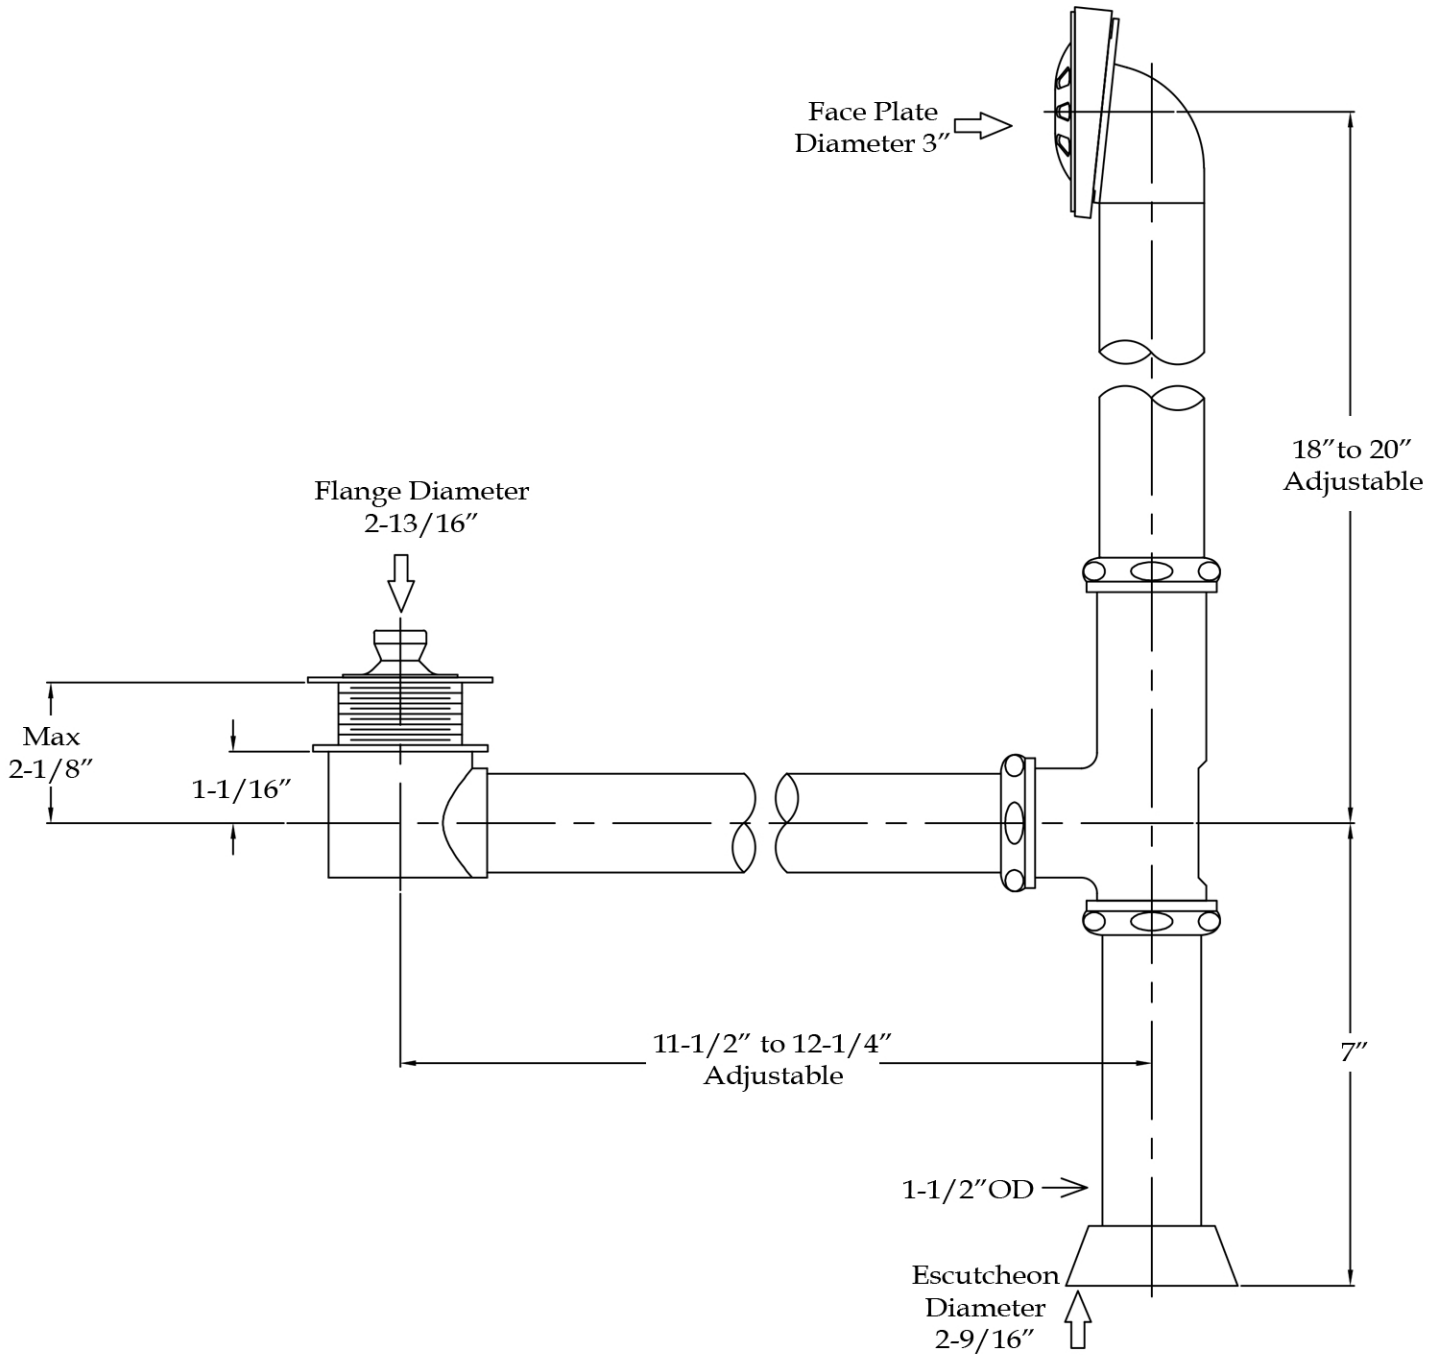 Face Plate
Diameter 3″
18″to 20″
Adjustable
Flange Diameter
2-13/16″
Max
2-1/8″
1-1/16″
11-1/2″ to 12-1/4″
Adjustable
7″
1-1/2″OD
Escutcheon
Diameter
2-9/16″